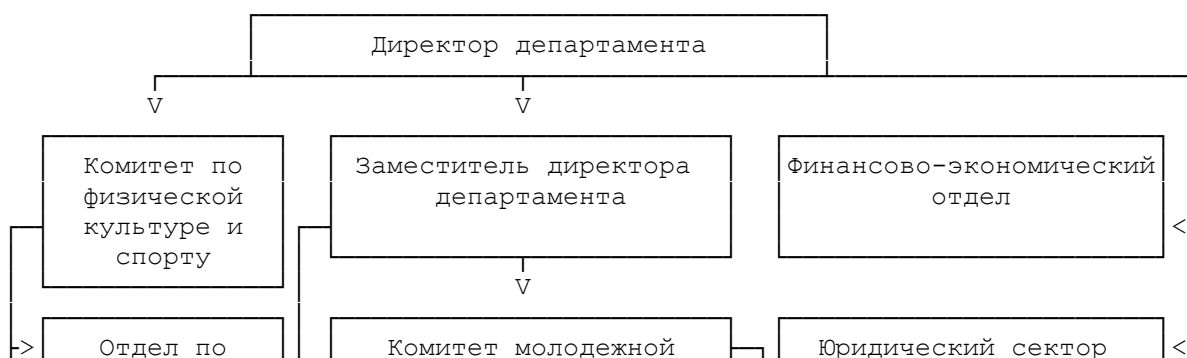 Директор департамента
V V
Комитет по Заместитель директора Финансово-экономический
физической департамента отдел
культуре и <
спорту
V
-> Отдел по Комитет молодежной Юридический сектор <